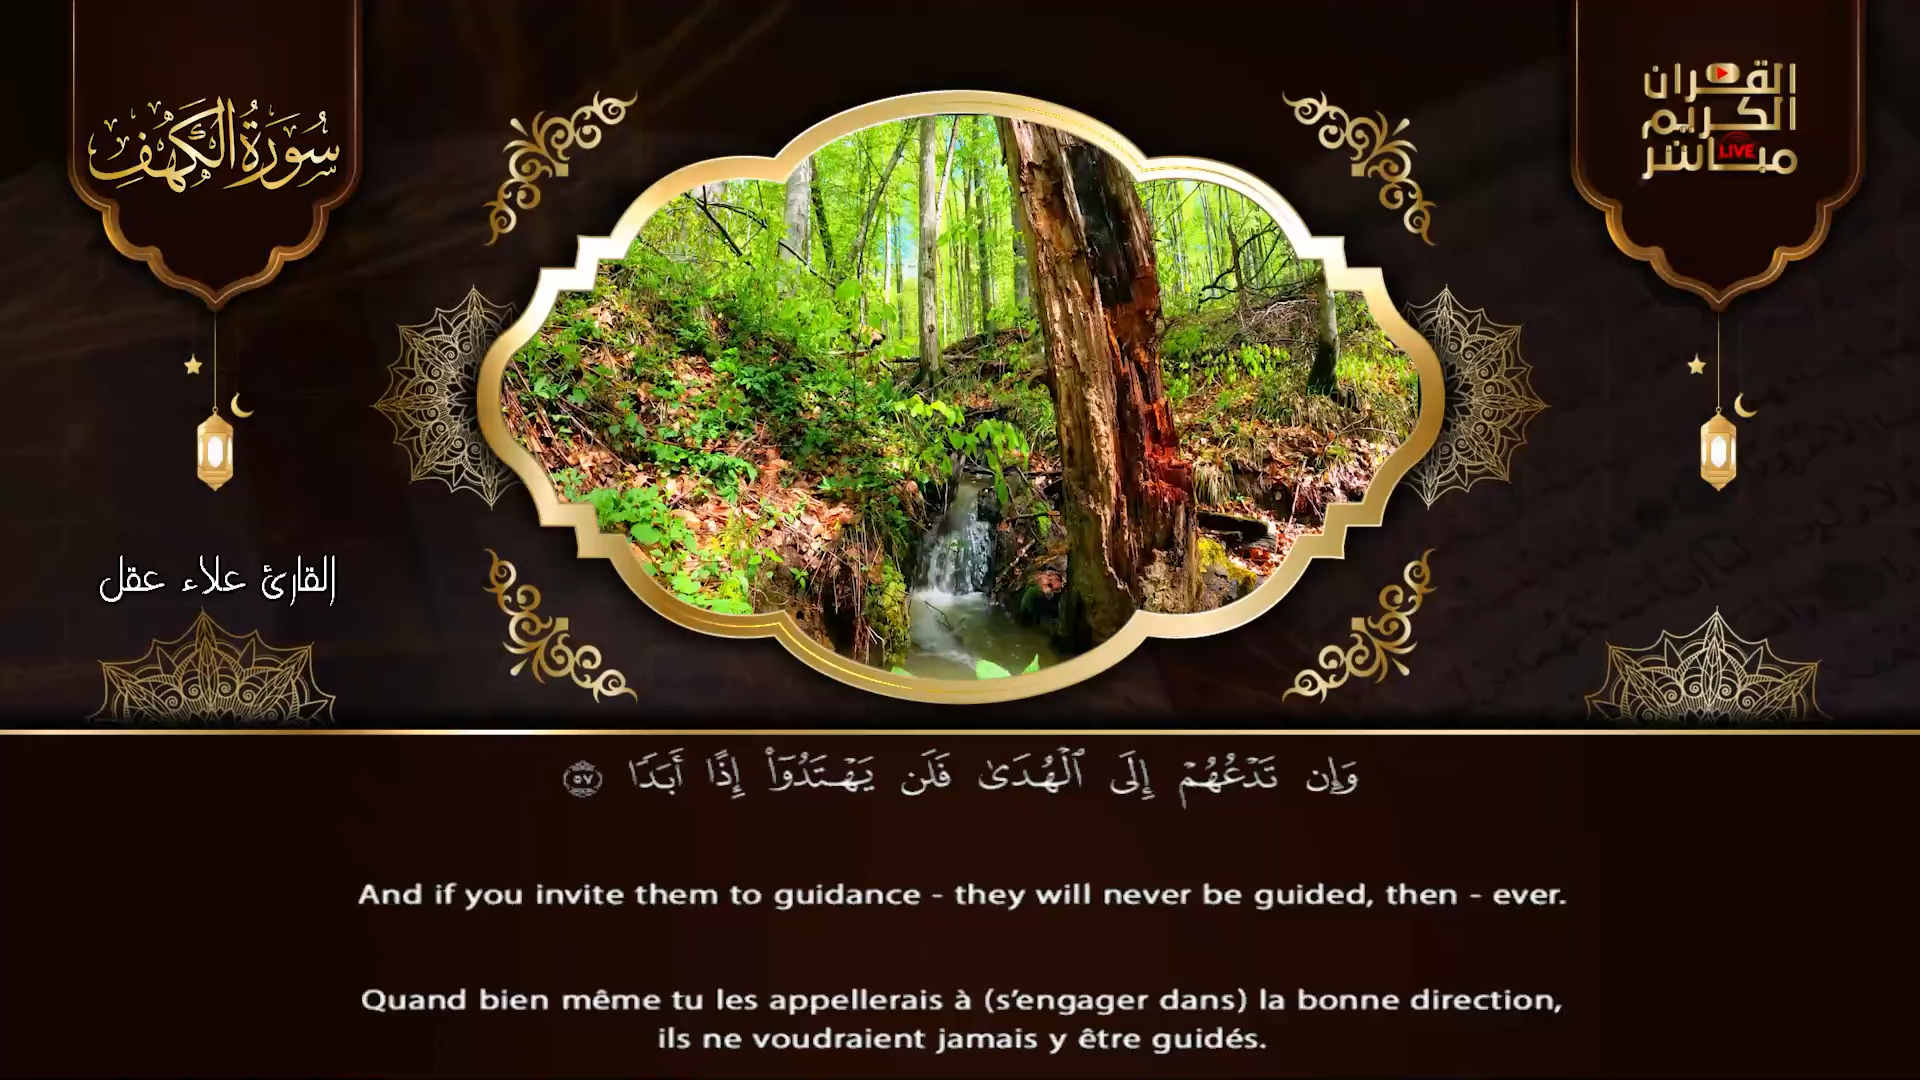 سُورَةُ الكَهْفِ
القرآن
الكريم
مباشر
LIVE
القارئ علاء عقل
وَإِن تَدْعُهُمْ إِلَى ٱلْهُدَىٰ فَلَن يَهْتَدُوٓا۟ إِذًا أَبَدًا ٥٧
And if you invite them to guidance - they will never be guided, then - ever.
Quand bien même tu les appellerais à (s’engager dans) la bonne direction,
ils ne voudraient jamais y être guidés.